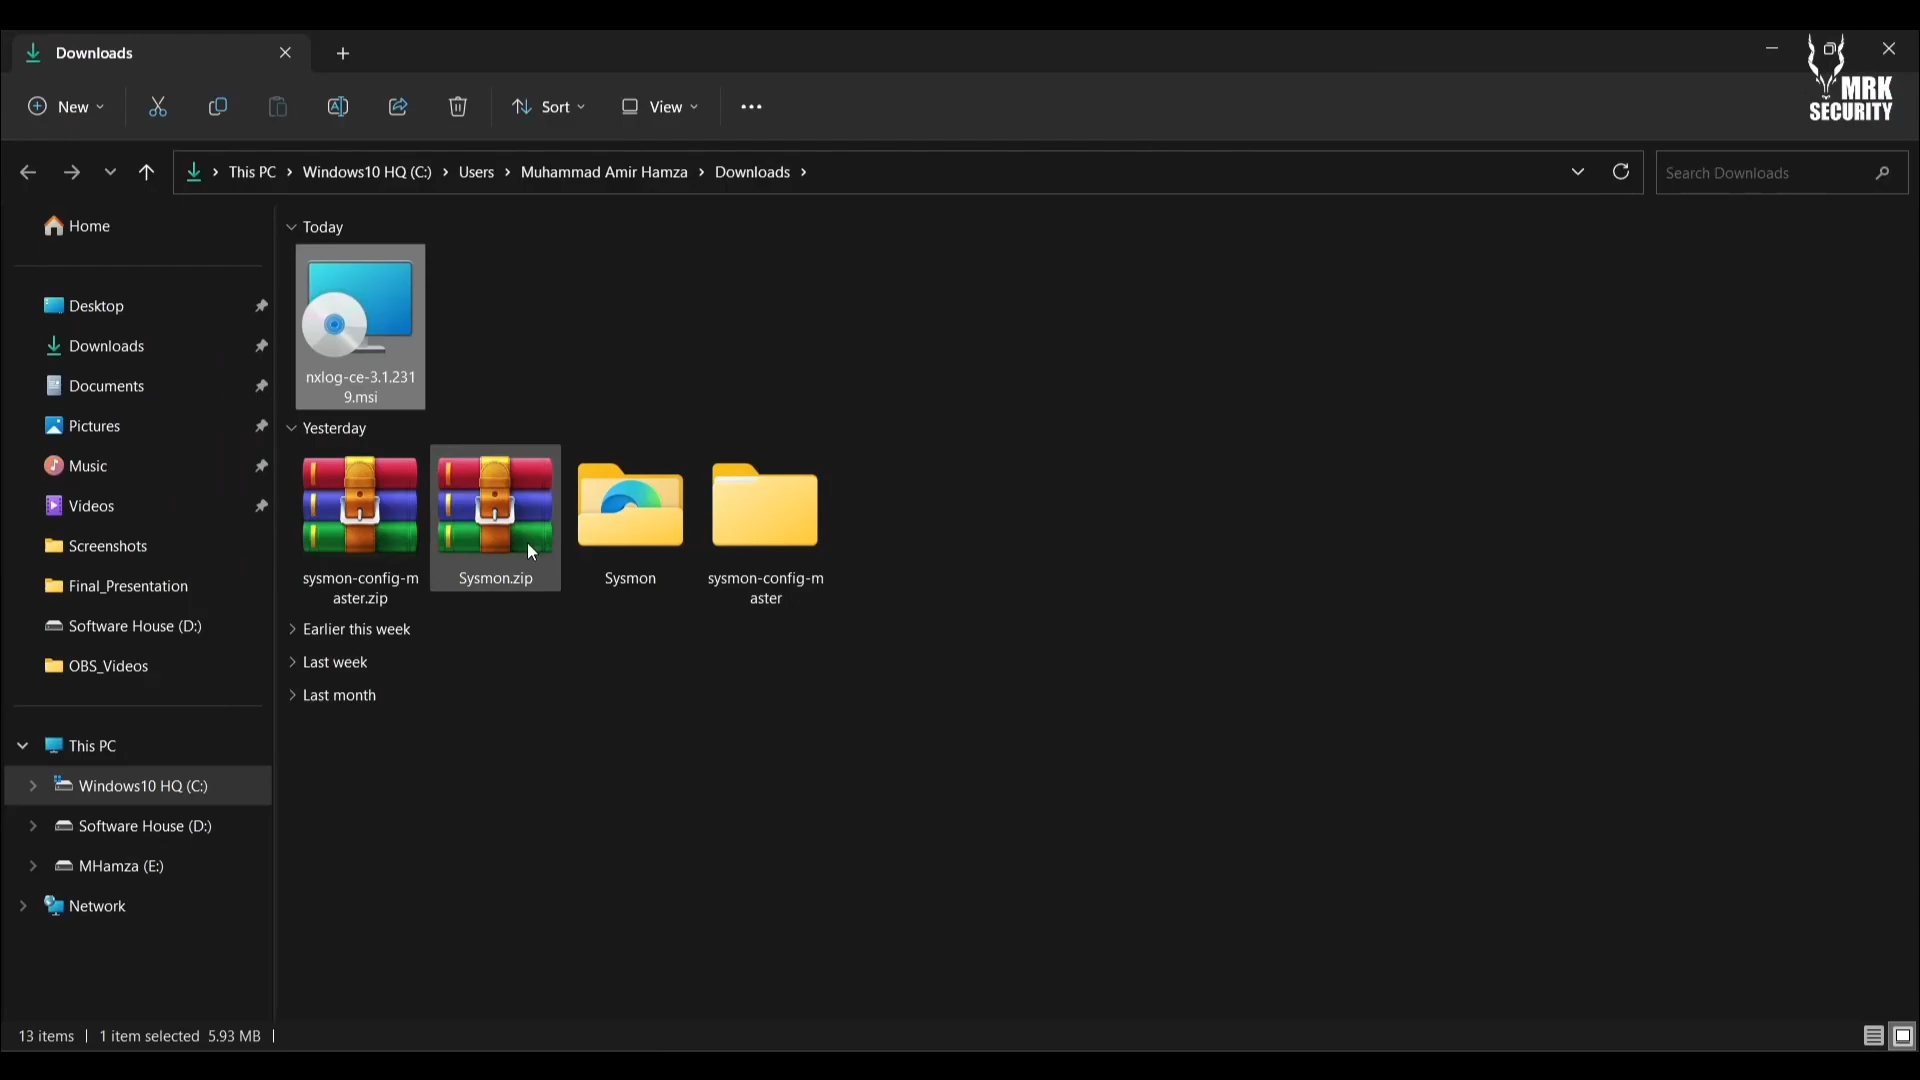 Downloads
New
Sort
View
MRK
SECURITY
This PC
Windows10 HQ (C:)
Users
Muhammad Amir Hamza
Downloads
Search Downloads
Home
Desktop
Downloads
Documents
Pictures
Music
Videos
Screenshots
Final_Presentation
Software House (D:)
OBS_Videos
This PC
Windows10 HQ (C:)
Software House (D:)
MHamza (E:)
Network
Today
nxlog-ce-3.1.231
9.msi
Yesterday
sysmon-config-m
aster.zip
Sysmon.zip
Sysmon
sysmon-config-m
aster
Earlier this week
Last week
Last month
13 items
1 item selected 5.93 MB